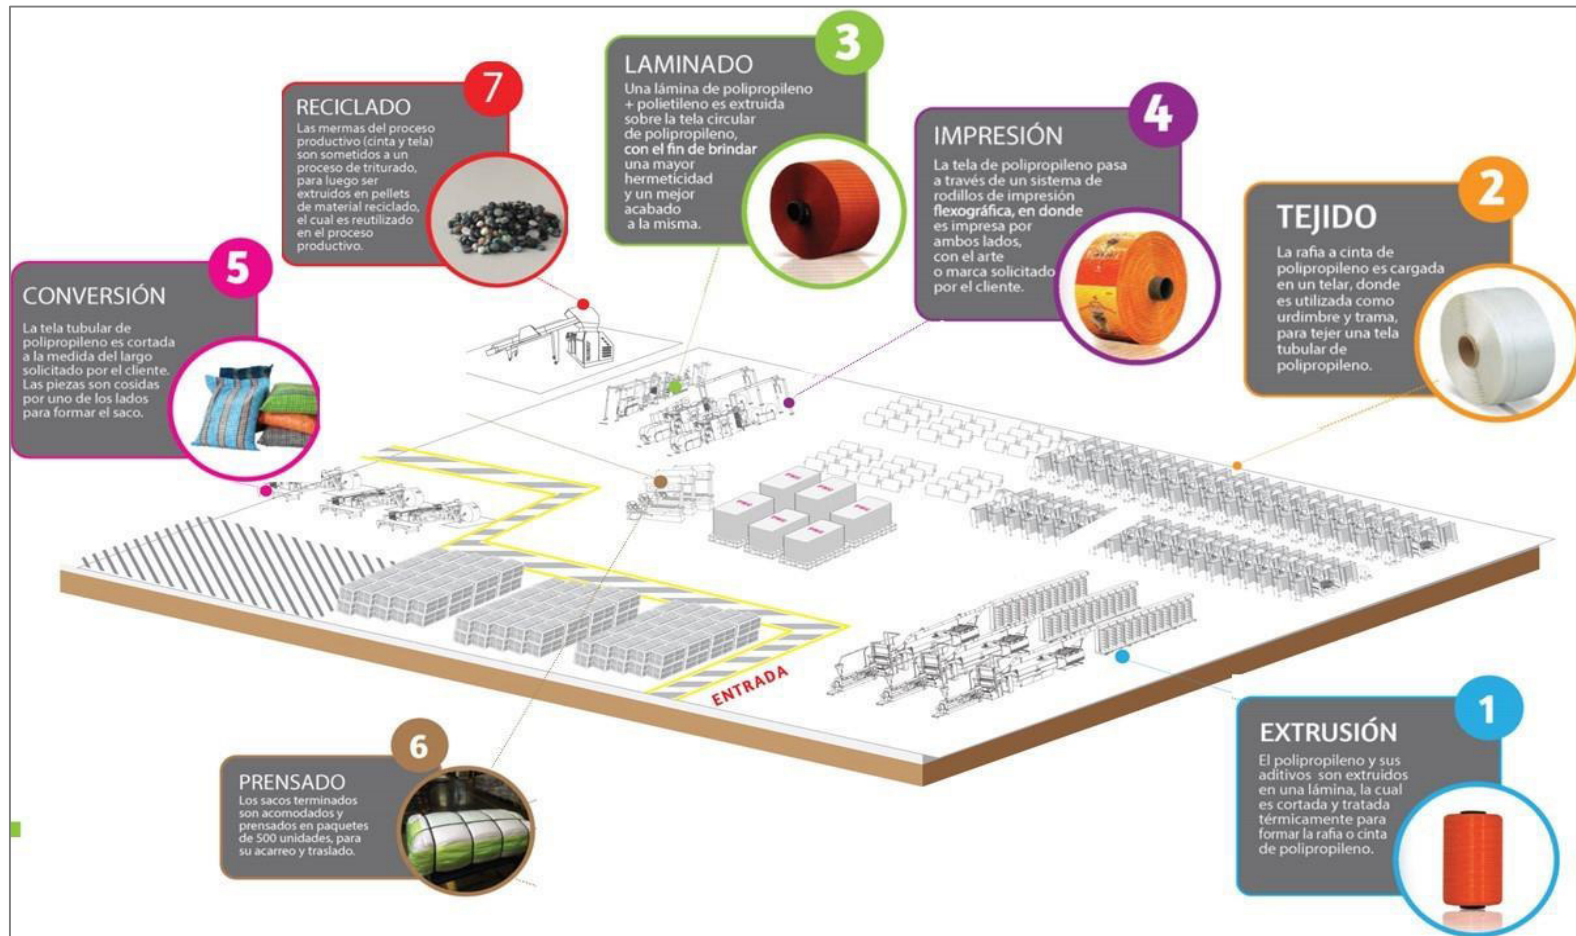 7
RECICLADO
Las mermas del proceso
productivo (cinta y tela)
son sometidos a un
proceso de triturado,
para luego ser
extruidos en pellets
de material reciclado,
el cual es reutilizado
en el proceso
productivo.
3
LAMINADO
Una lámina de polipropileno
+ polietileno es extruida
sobre la tela circular
de polipropileno,
con el fin de brindar
una mayor
hermeticidad
y un mejor
acabado
a la misma.
4
IMPRESIÓN
La tela de polipropileno pasa
a través de un sistema de
rodillos de impresión
flexográfica, en donde
es impresa por
ambos lados,
con el arte
o marca solicitado
por el cliente.
2
TEJIDO
La rafia a cinta de
polipropileno es cargada
en un telar, donde
es utilizada como
urdimbre y trama,
para tejer una tela
tubular de
polipropileno.
5
CONVERSIÓN
La tela tubular de
polipropileno es cortada
a la medida del largo
solicitado por el cliente.
Las piezas son cosidas
por uno de los lados
para formar el saco.
ENTRADA
6
PRENSADO
Los sacos terminados
son acomodados y
prensados en paquetes
de 500 unidades, para
su acarreo y traslado.
1
EXTRUSIÓN
El polipropileno y sus
aditivos son extruidos
en una lámina, la cual
es cortada y tratada
térmicamente para
formar la rafia o cinta
de polipropileno.